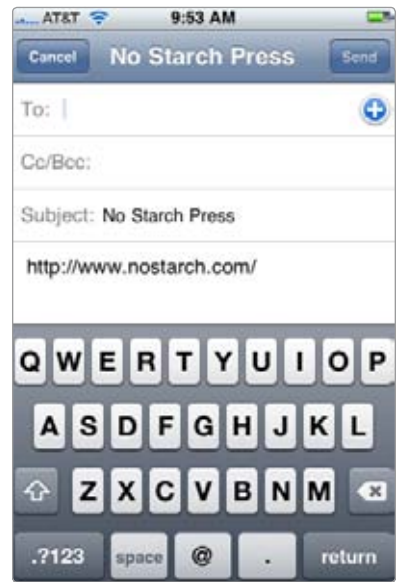 AT&T 9:53 AM
Cancel No Starch Press Send
To:
Cc/Bcc:
Subject: No Starch Press
http://www.nostarch.com/
Q W E R T Y U I O P
A S D F G H J K L
Z X C V B N M
.?123 space @ . return